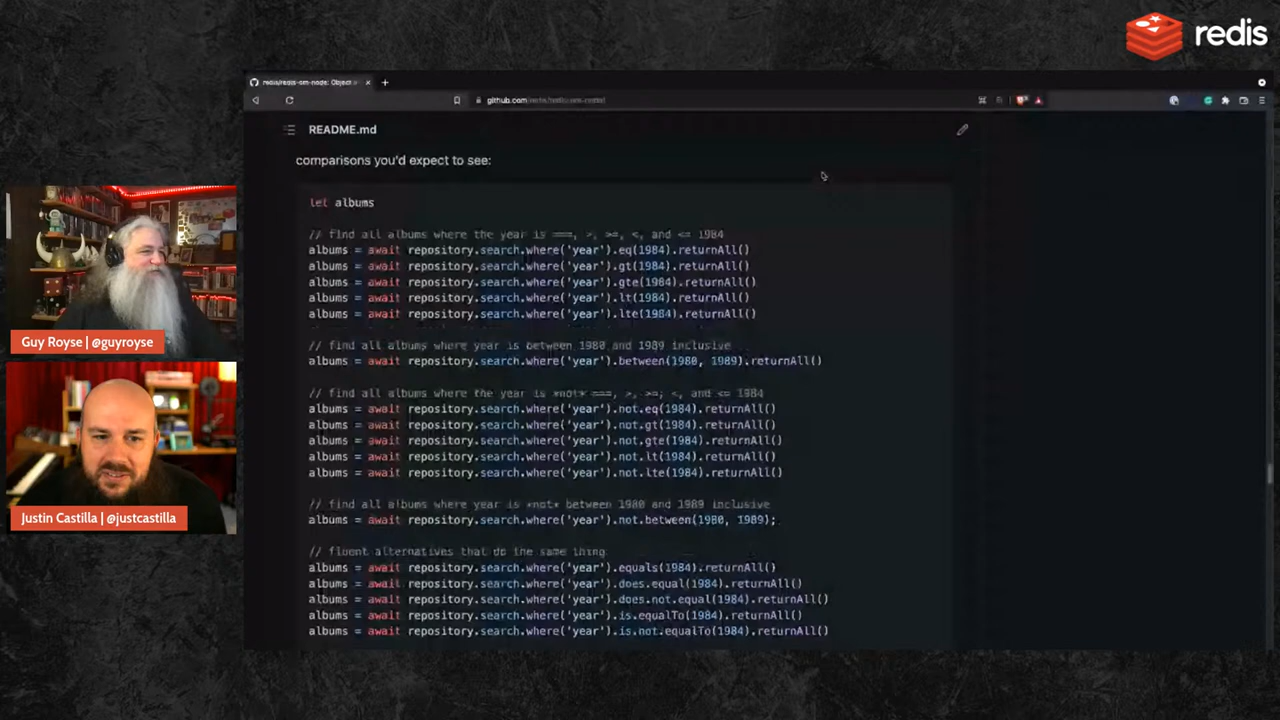 redis
redis/redis-om-node: Object
github.com
README.md
comparisons you'd expect to see:
let albums
// find all albums where the year is ===, >, >=, <, and <= 1984
albums = await repository.search.where('year').eq(1984).returnAll()
albums = await repository.search.where('year').gt(1984).returnAll()
albums = await repository.search.where('year').gte(1984).returnAll()
albums = await repository.search.where('year').lt(1984).returnAll()
albums = await repository.search.where('year').lte(1984).returnAll()
// find all albums where year is between 1980 and 1989 inclusive
albums = await repository.search.where('year').between(1980, 1989).returnAll()
// find all albums where the year is *not* ===, >, >=, <, and <= 1984
albums = await repository.search.where('year').not.eq(1984).returnAll()
albums = await repository.search.where('year').not.gt(1984).returnAll()
albums = await repository.search.where('year').not.gte(1984).returnAll()
albums = await repository.search.where('year').not.lt(1984).returnAll()
albums = await repository.search.where('year').not.lte(1984).returnAll()
// find all albums where year is *not* between 1980 and 1989 inclusive
albums = await repository.search.where('year').not.between(1980, 1989);
// fluent alternatives that do the same thing
albums = await repository.search.where('year').equals(1984).returnAll()
albums = await repository.search.where('year').does.equal(1984).returnAll()
albums = await repository.search.where('year').does.not.equal(1984).returnAll()
albums = await repository.search.where('year').is.equalTo(1984).returnAll()
albums = await repository.search.where('year').is.not.equalTo(1984).returnAll()
Guy Royse | @guyroyse
Justin Castilla | @justcastilla